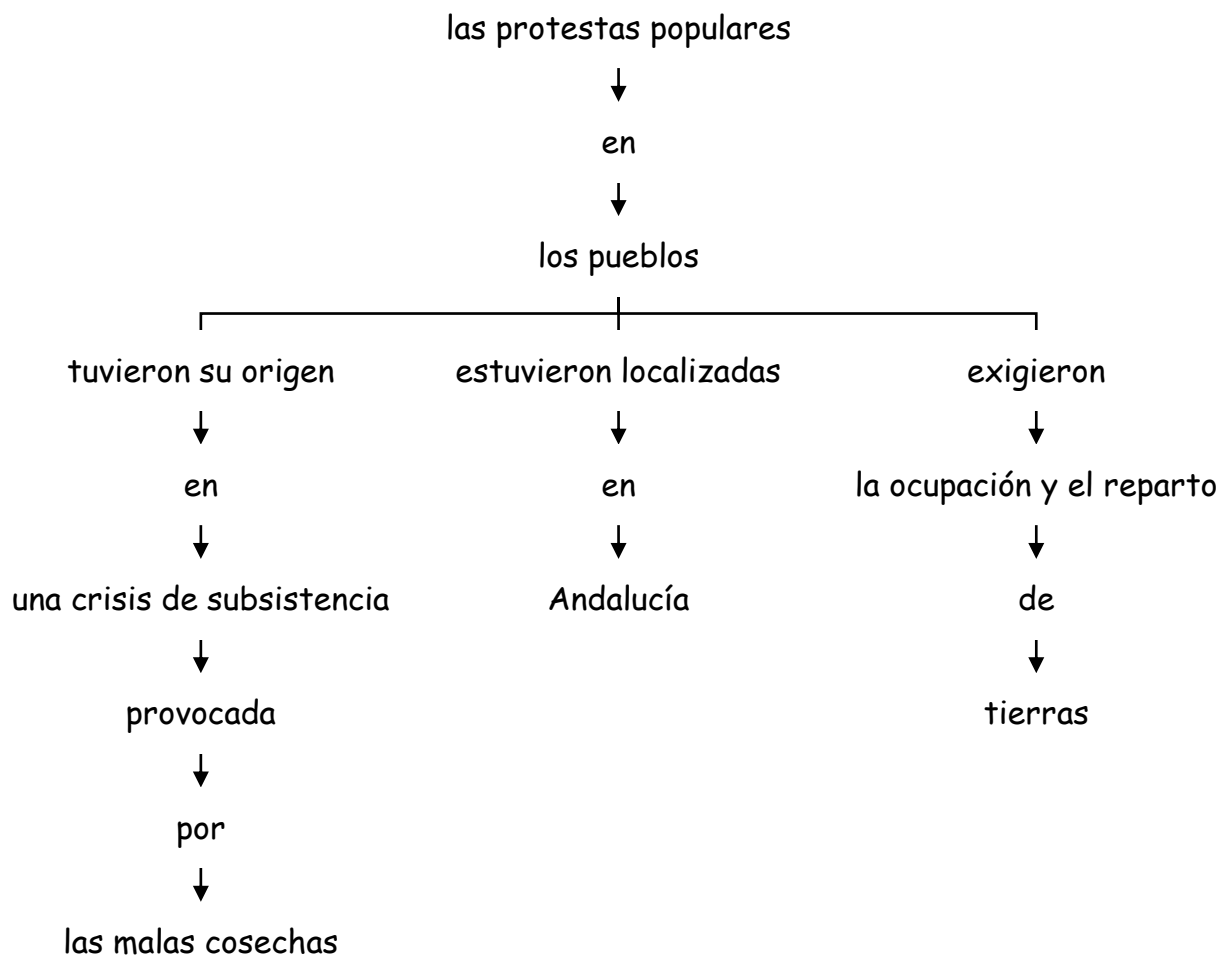 las protestas populares
en
los pueblos
tuvieron su origen
estuvieron localizadas
exigieron
en
en
la ocupación y el reparto
una crisis de subsistencia
Andalucía
de
provocada
tierras
por
las malas cosechas